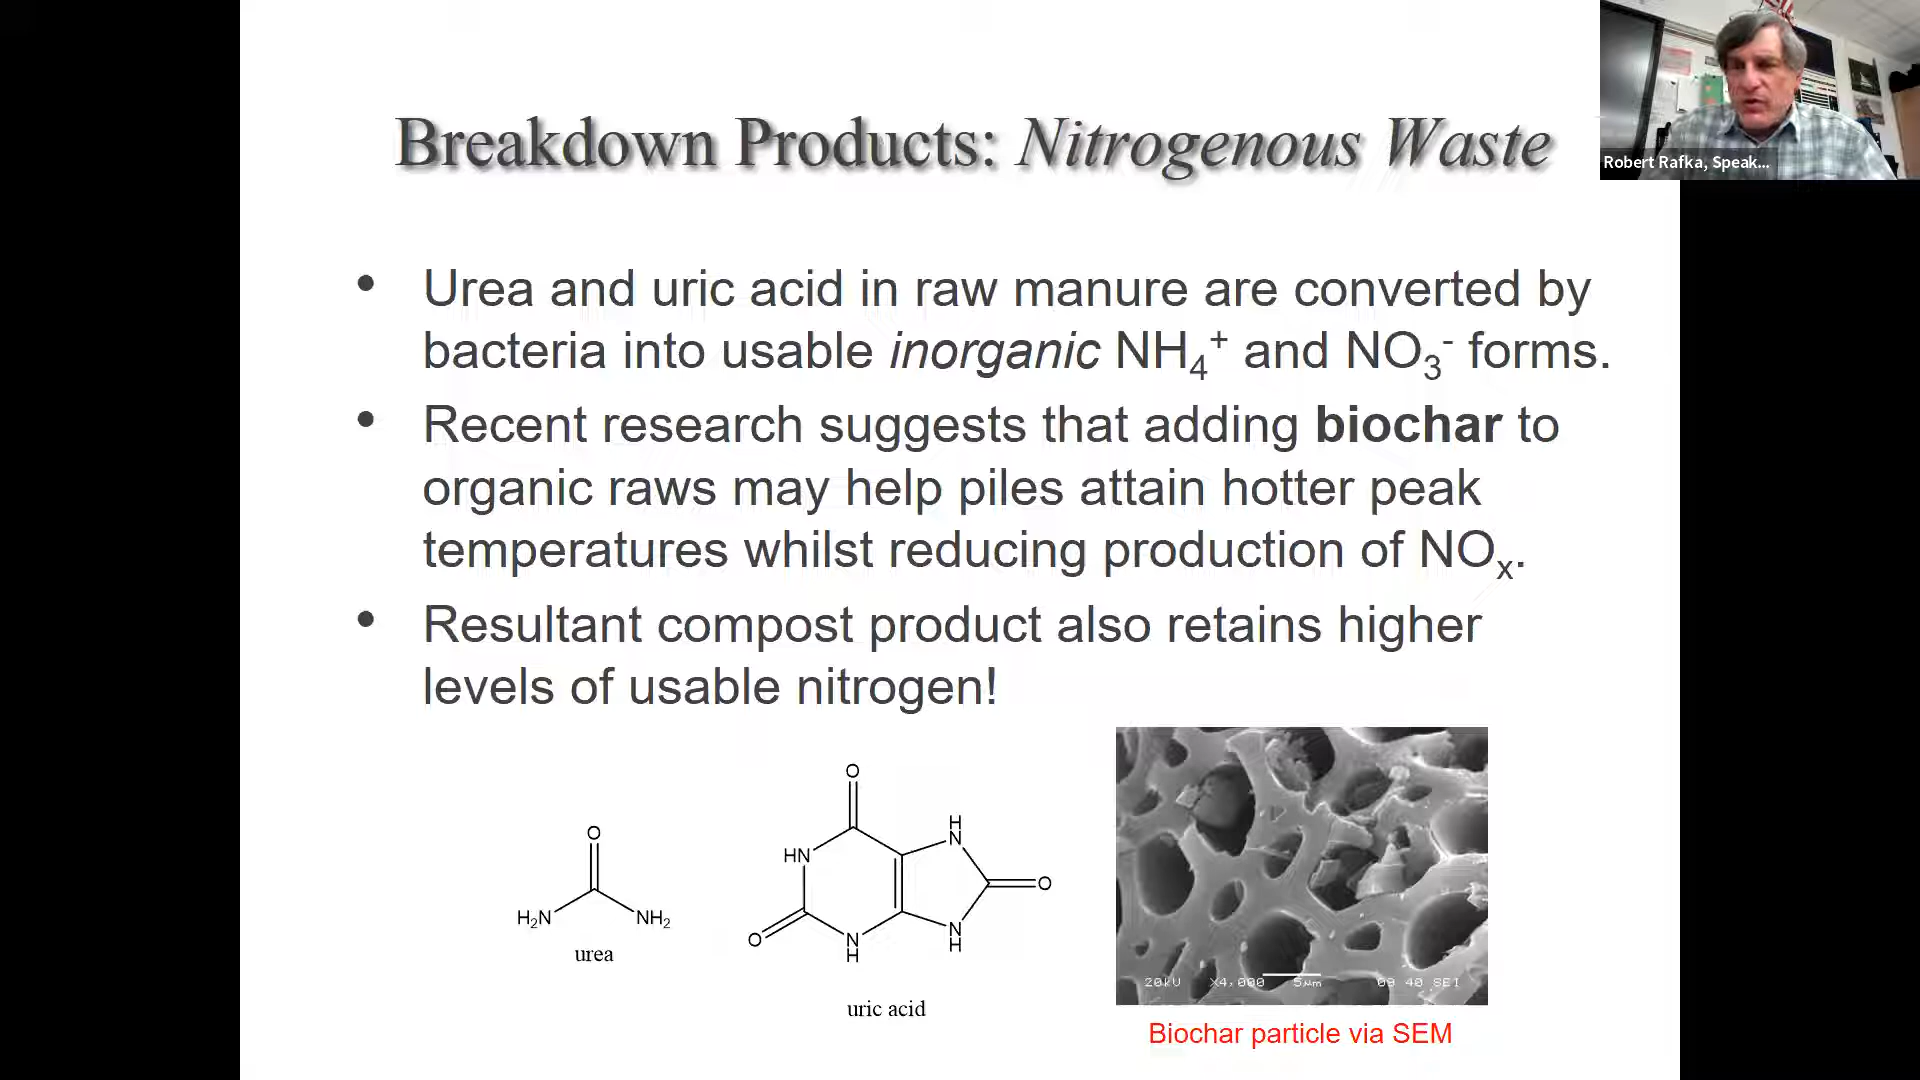 Breakdown Products: Nitrogenous Waste
Robert Rafka, Speak...
• Urea and uric acid in raw manure are converted by
bacteria into usable inorganic NH₄⁺ and NO₃⁻ forms.
• Recent research suggests that adding biochar to
organic raws may help piles attain hotter peak
temperatures whilst reducing production of NOₓ.
• Resultant compost product also retains higher
levels of usable nitrogen!
O
H₂N
NH₂
urea
O
HN
H
N
O
O
N
H
N
H
uric acid
20kU X4,000 5µm 09 40 SEI
Biochar particle via SEM